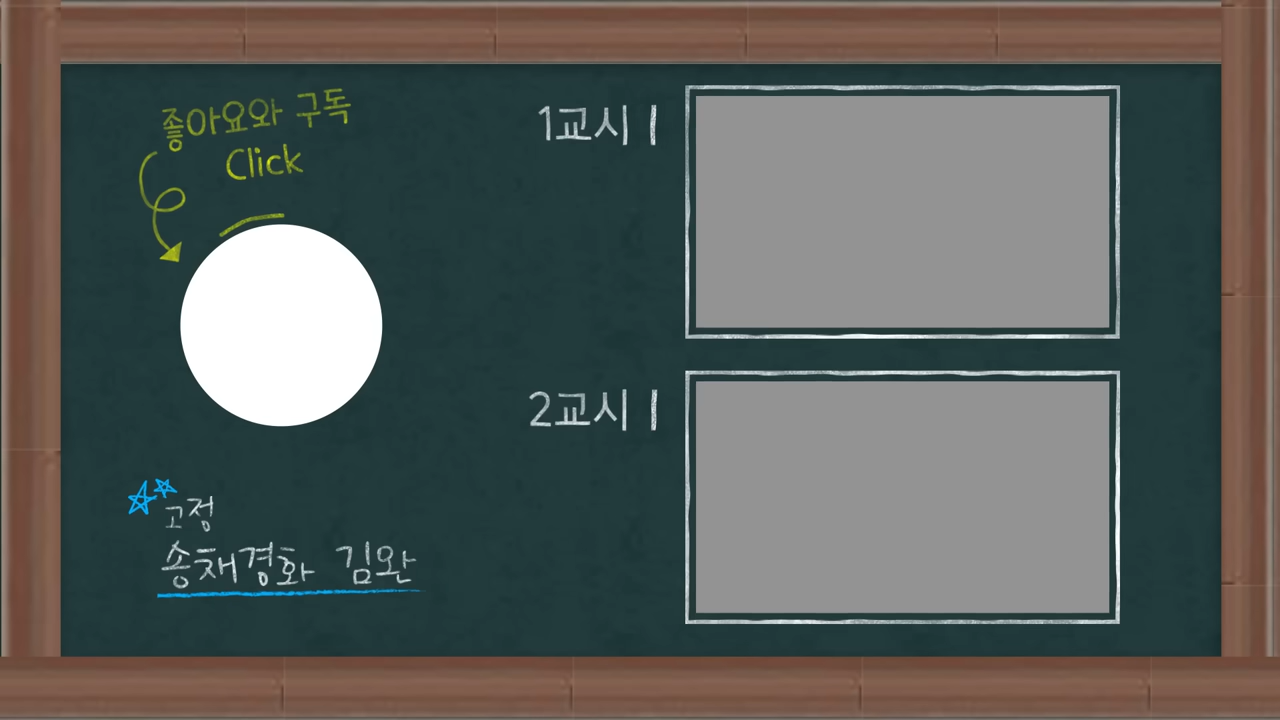 좋아요와 구독
Click
1교시 |
2교시 |
고정
송채경화 김완